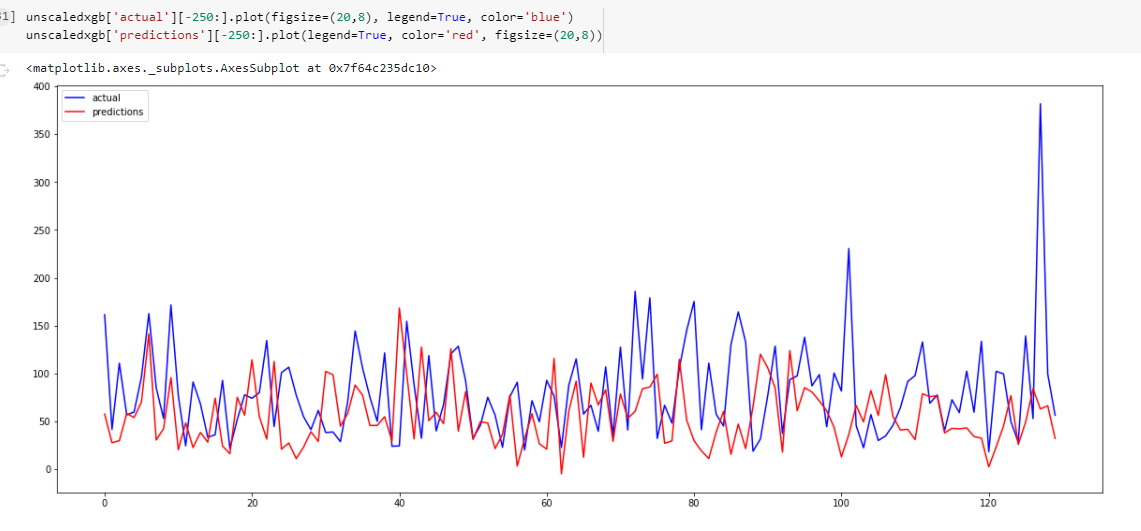 31] unscaledxgb['actual'][-250:].plot(figsize=(20,8), legend=True, color='blue')
unscaledxgb['predictions'][-250:].plot(legend=True, color='red', figsize=(20,8))
<matplotlib.axes._subplots.AxesSubplot at 0x7f64c235dc10>
400
actual
predictions
350
300
250
200
150
100
50
0
0 20 40 60 80 100 120